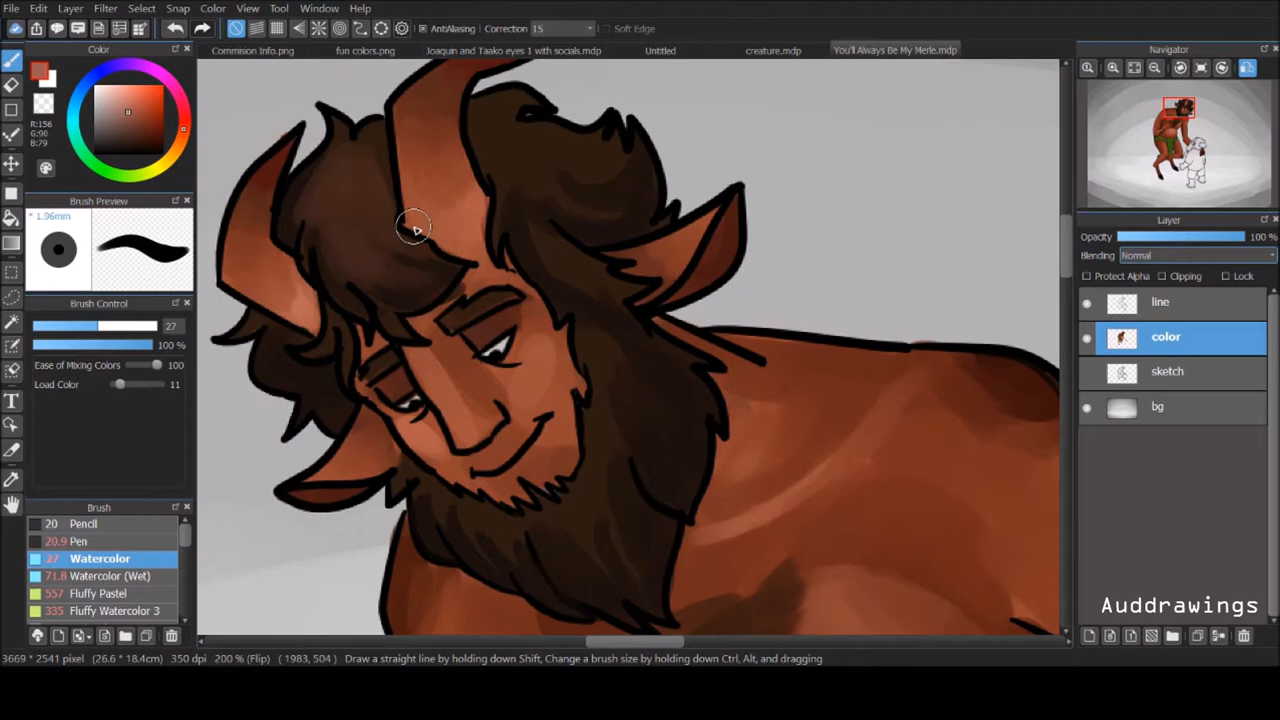 File Edit Layer Filter Select Snap Color View Tool Window Help
AntiAliasing Correction 15 Soft Edge
Color
Commision Info.png fun colors.png Joaquin and Taako eyes 1 with socials.mdp Untitled creature.mdp You'll Always Be My Merle.mdp
Navigator
R:156
G:90
B:79
Brush Preview
* 1.96mm
Layer
Opacity 100 %
Blending Normal
Protect Alpha Clipping Lock
line
color
sketch
bg
Brush Control
27
100 %
Ease of Mixing Colors 100
Load Color 11
Brush
20 Pencil
20.9 Pen
27 Watercolor
71.8 Watercolor (Wet)
557 Fluffy Pastel
335 Fluffy Watercolor 3
Auddrawings
3669 * 2541 pixel (26.6 * 18.4cm) 350 dpi 200 % (Flip) ( 1983, 504 ) Draw a straight line by holding down Shift, Change a brush size by holding down Ctrl, Alt, and dragging